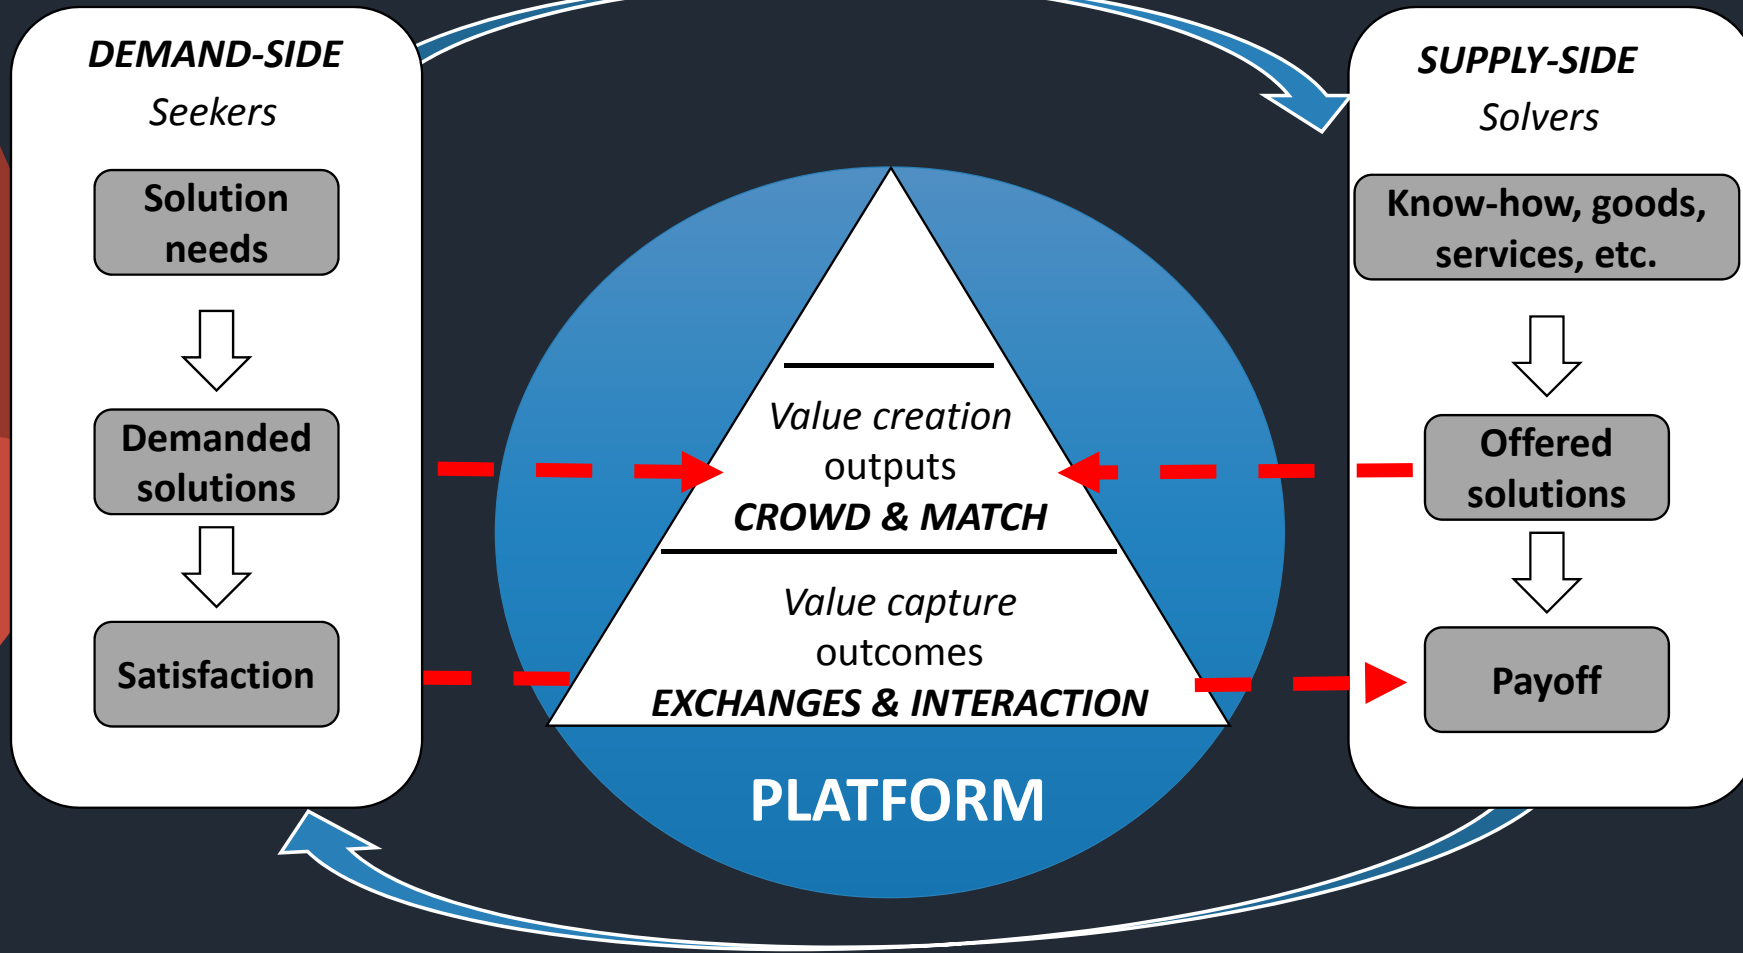 DEMAND-SIDE
Seekers
Solution
needs
Demanded
solutions
Satisfaction
Value creation
outputs
CROWD & MATCH
Value capture
outcomes
EXCHANGES & INTERACTION
PLATFORM
SUPPLY-SIDE
Solvers
Know-how, goods,
services, etc.
Offered
solutions
Payoff